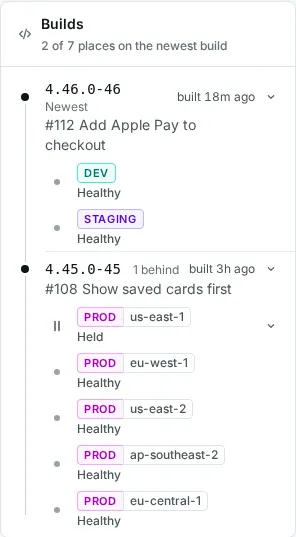 Builds
2 of 7 places on the newest build
4.46.0-46 built 18m ago
Newest
#112 Add Apple Pay to
checkout
DEV
Healthy
STAGING
Healthy
4.45.0-45 1 behind built 3h ago
#108 Show saved cards first
PROD us-east-1
Held
PROD eu-west-1
Healthy
PROD us-east-2
Healthy
PROD ap-southeast-2
Healthy
PROD eu-central-1
Healthy